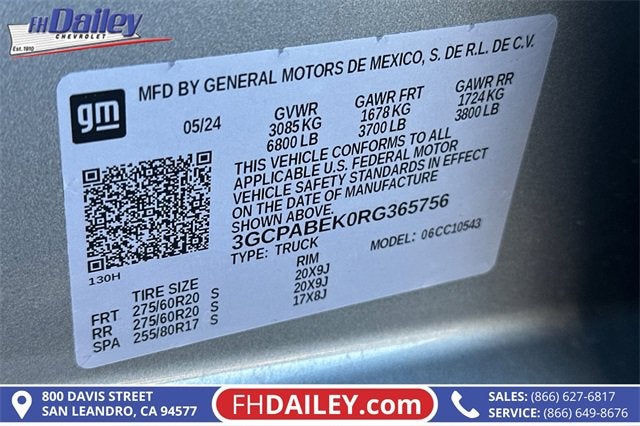 FHDailey
CHEVROLET
Est. 1910
gm
MFD BY GENERAL MOTORS DE MEXICO, S. DE R.L. DE C.V.
05/24
GVWR
3085 KG
6800 LB
GAWR FRT
1678 KG
3700 LB
GAWR RR
1724 KG
3800 LB
THIS VEHICLE CONFORMS TO ALL
APPLICABLE U.S. FEDERAL MOTOR
VEHICLE SAFETY STANDARDS IN EFFECT
ON THE DATE OF MANUFACTURE
SHOWN ABOVE.
3GCPABEK0RG365756
TYPE: TRUCK MODEL: 06CC10543
130H
TIRE SIZE RIM
FRT 275/60R20 S 20X9J
RR 275/60R20 S 20X9J
SPA 255/80R17 S 17X8J
800 DAVIS STREET
SAN LEANDRO, CA 94577
FHDAILEY.com
SALES: (866) 627-6817
SERVICE: (866) 649-8676